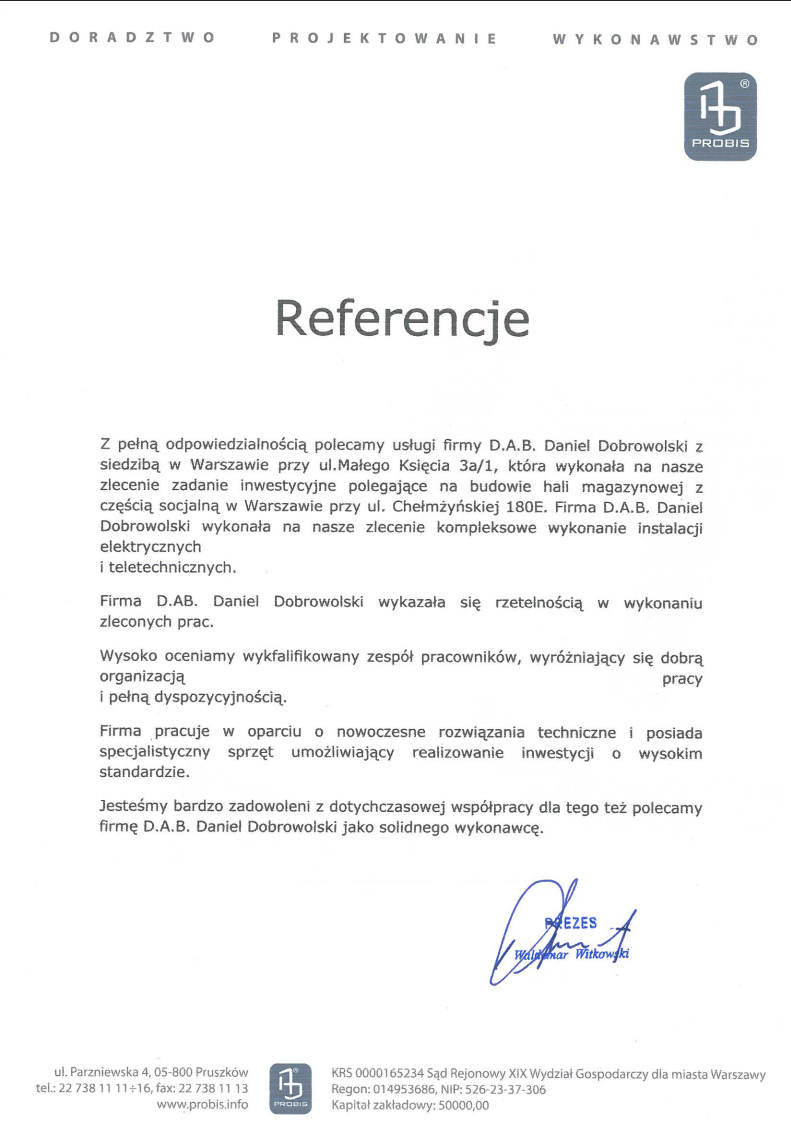 DORADZTWO PROJEKTOWANIE WYKONAWSTWO
®
PROBIS
Referencje
Z pełną odpowiedzialnością polecamy usługi firmy D.A.B. Daniel Dobrowolski z
siedzibą w Warszawie przy ul.Małego Księcia 3a/1, która wykonała na nasze
zlecenie zadanie inwestycyjne polegające na budowie hali magazynowej z
częścią socjalną w Warszawie przy ul. Chełmżyńskiej 180E. Firma D.A.B. Daniel
Dobrowolski wykonała na nasze zlecenie kompleksowe wykonanie instalacji
elektrycznych
i teletechnicznych.
Firma D.AB. Daniel Dobrowolski wykazała się rzetelnością w wykonaniu
zleconych prac.
Wysoko oceniamy wykfalifikowany zespół pracowników, wyróżniający się dobrą
organizacją pracy
i pełną dyspozycyjnością.
Firma pracuje w oparciu o nowoczesne rozwiązania techniczne i posiada
specjalistyczny sprzęt umożliwiający realizowanie inwestycji o wysokim
standardzie.
Jesteśmy bardzo zadowoleni z dotychczasowej współpracy dla tego też polecamy
firmę D.A.B. Daniel Dobrowolski jako solidnego wykonawcę.
PREZES
Waldemar Witkowski
ul. Parzniewska 4, 05-800 Pruszków
tel.: 22 738 11 11÷16, fax: 22 738 11 13
www.probis.info
PROBIS
KRS 0000165234 Sąd Rejonowy XIX Wydział Gospodarczy dla miasta Warszawy
Regon: 014953686, NIP: 526-23-37-306
Kapitał zakładowy: 50000,00